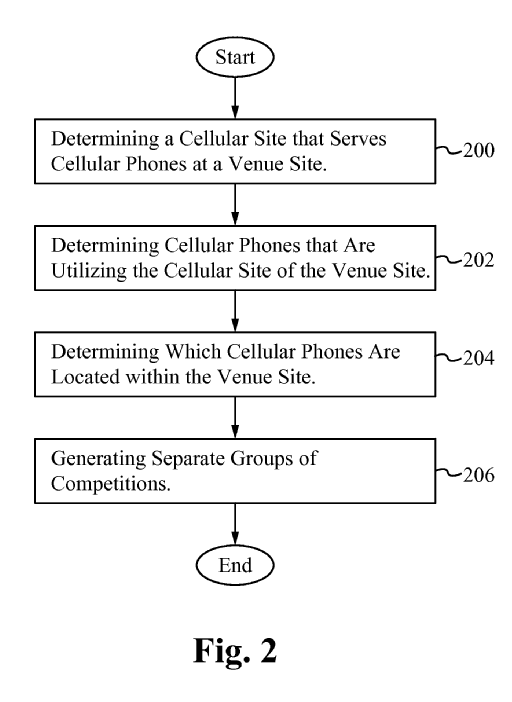 Start
Determining a Cellular Site that Serves
Cellular Phones at a Venue Site.
200
Determining Cellular Phones that Are
Utilizing the Cellular Site of the Venue Site.
202
Determining Which Cellular Phones Are
Located within the Venue Site.
204
Generating Separate Groups of
Competitions.
206
End
Fig. 2